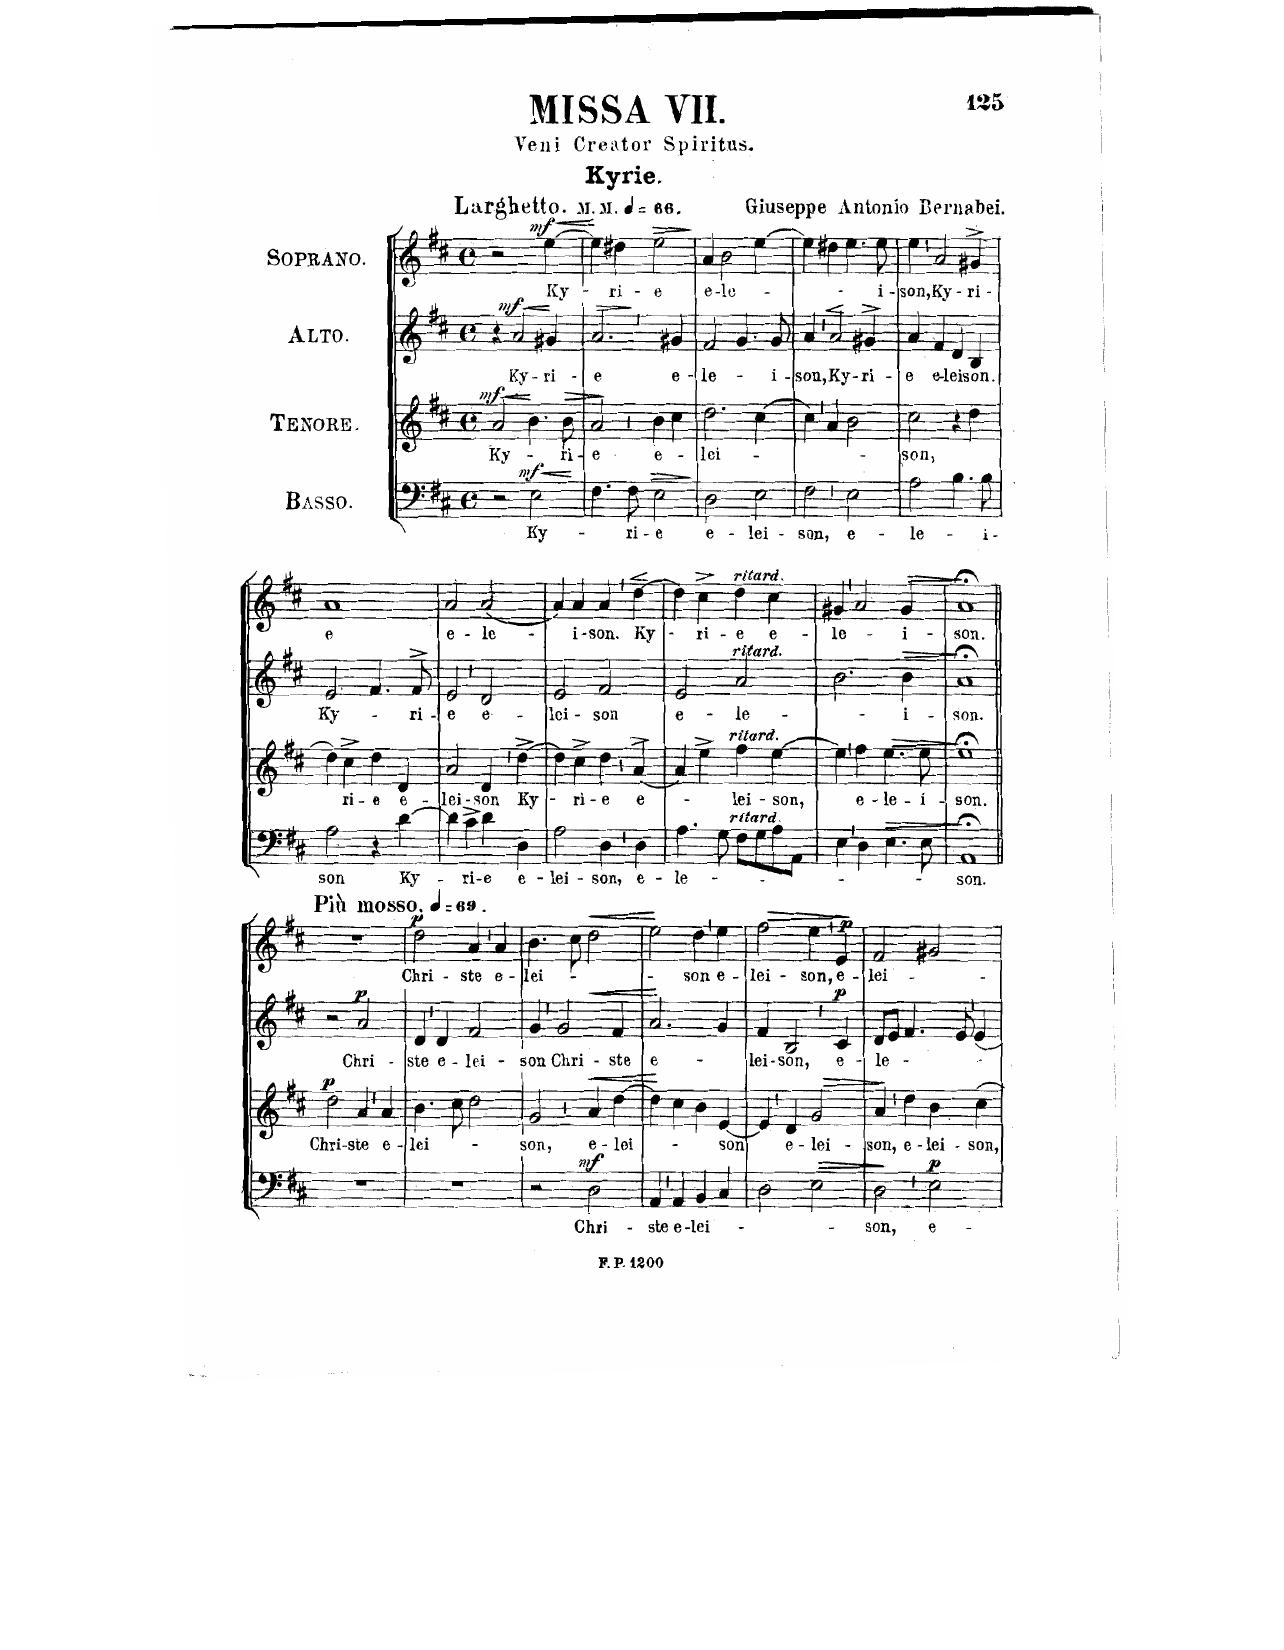 125
MISSA VII.
Veni Creator Spiritus.
Kyrie.
Larghetto. M. M. = 66. Giuseppe Antonio Bernabei.
mf
SOPRANO.
Ky - ri - e e-le - - i-son, Ky-ri-
mf
ALTO.
Ky-ri - e e - le - i-son, Ky-ri - e e-leison.
mf
TENORE.
Ky - ri-e e - lei - - - son,
mf
BASSO.
Ky - ri-e e - lei - son, e - le - i-
ritard.
e e - le - i-son. Ky - ri - e e - le - i - son.
ritard.
Ky - ri - e e - lei - son e - le - - i - son.
ritard.
ri - e e - lei-son Ky - ri-e e - lei - son, e - le - i - son.
ritard.
son Ky - ri-e e - lei - son, e - le - - - - son.
Più mosso. = 69.
p p
Chri - ste e - lei - - son e - lei - son, e - lei - -
p p
Chri - ste e - lei - son Chri - ste e - lei-son, e - le - -
p
Chri-ste e - lei - son, e - lei - son e - lei - son, e - lei - son,
mf p
Chri - ste e-lei - - son, e -
F. P. 1200